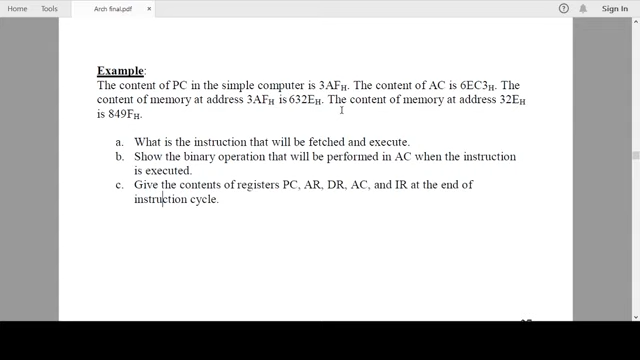 Home Tools Arch final.pdf × ? Sign In
Example:
The content of PC in the simple computer is 3AFH. The content of AC is 6EC3H. The
content of memory at address 3AFH is 632EH. The content of memory at address 32EH
is 849FH.
a. What is the instruction that will be fetched and execute.
b. Show the binary operation that will be performed in AC when the instruction
is executed.
c. Give the contents of registers PC, AR, DR, AC, and IR at the end of
instruction cycle.